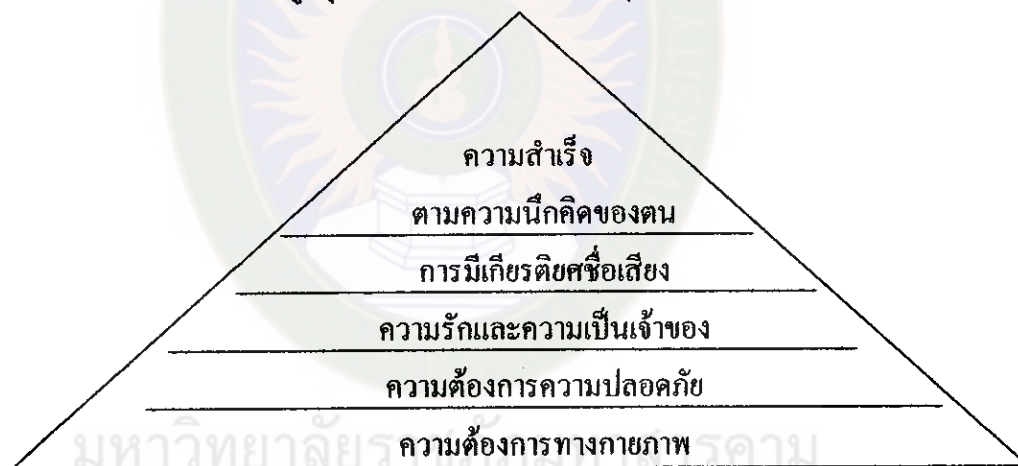 ความสำเร็จ
ตามความนึกคิดของตน
การมีเกียรติยศชื่อเสียง
ความรักและความเป็นเจ้าของ
ความต้องการความปลอดภัย
ความต้องการทางกายภาพ